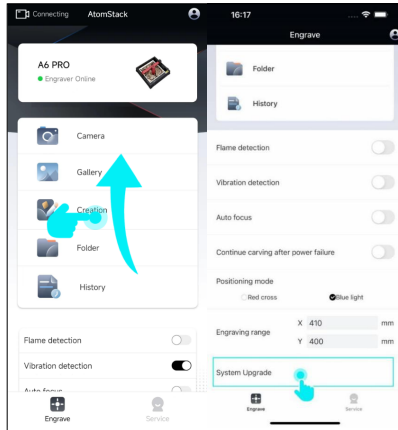 Connecting AtomStack
A6 PRO
Engraver Online
Camera
Gallery
Creation
Folder
History
Flame detection
Vibration detection
Auto focus
Engrave Service
16:17
Engrave
Folder
History
Flame detection
Vibration detection
Auto focus
Continue carving after power failure
Positioning mode
Red cross Blue light
Engraving range X 410 mm
Y 400 mm
System Upgrade
Engrave Service